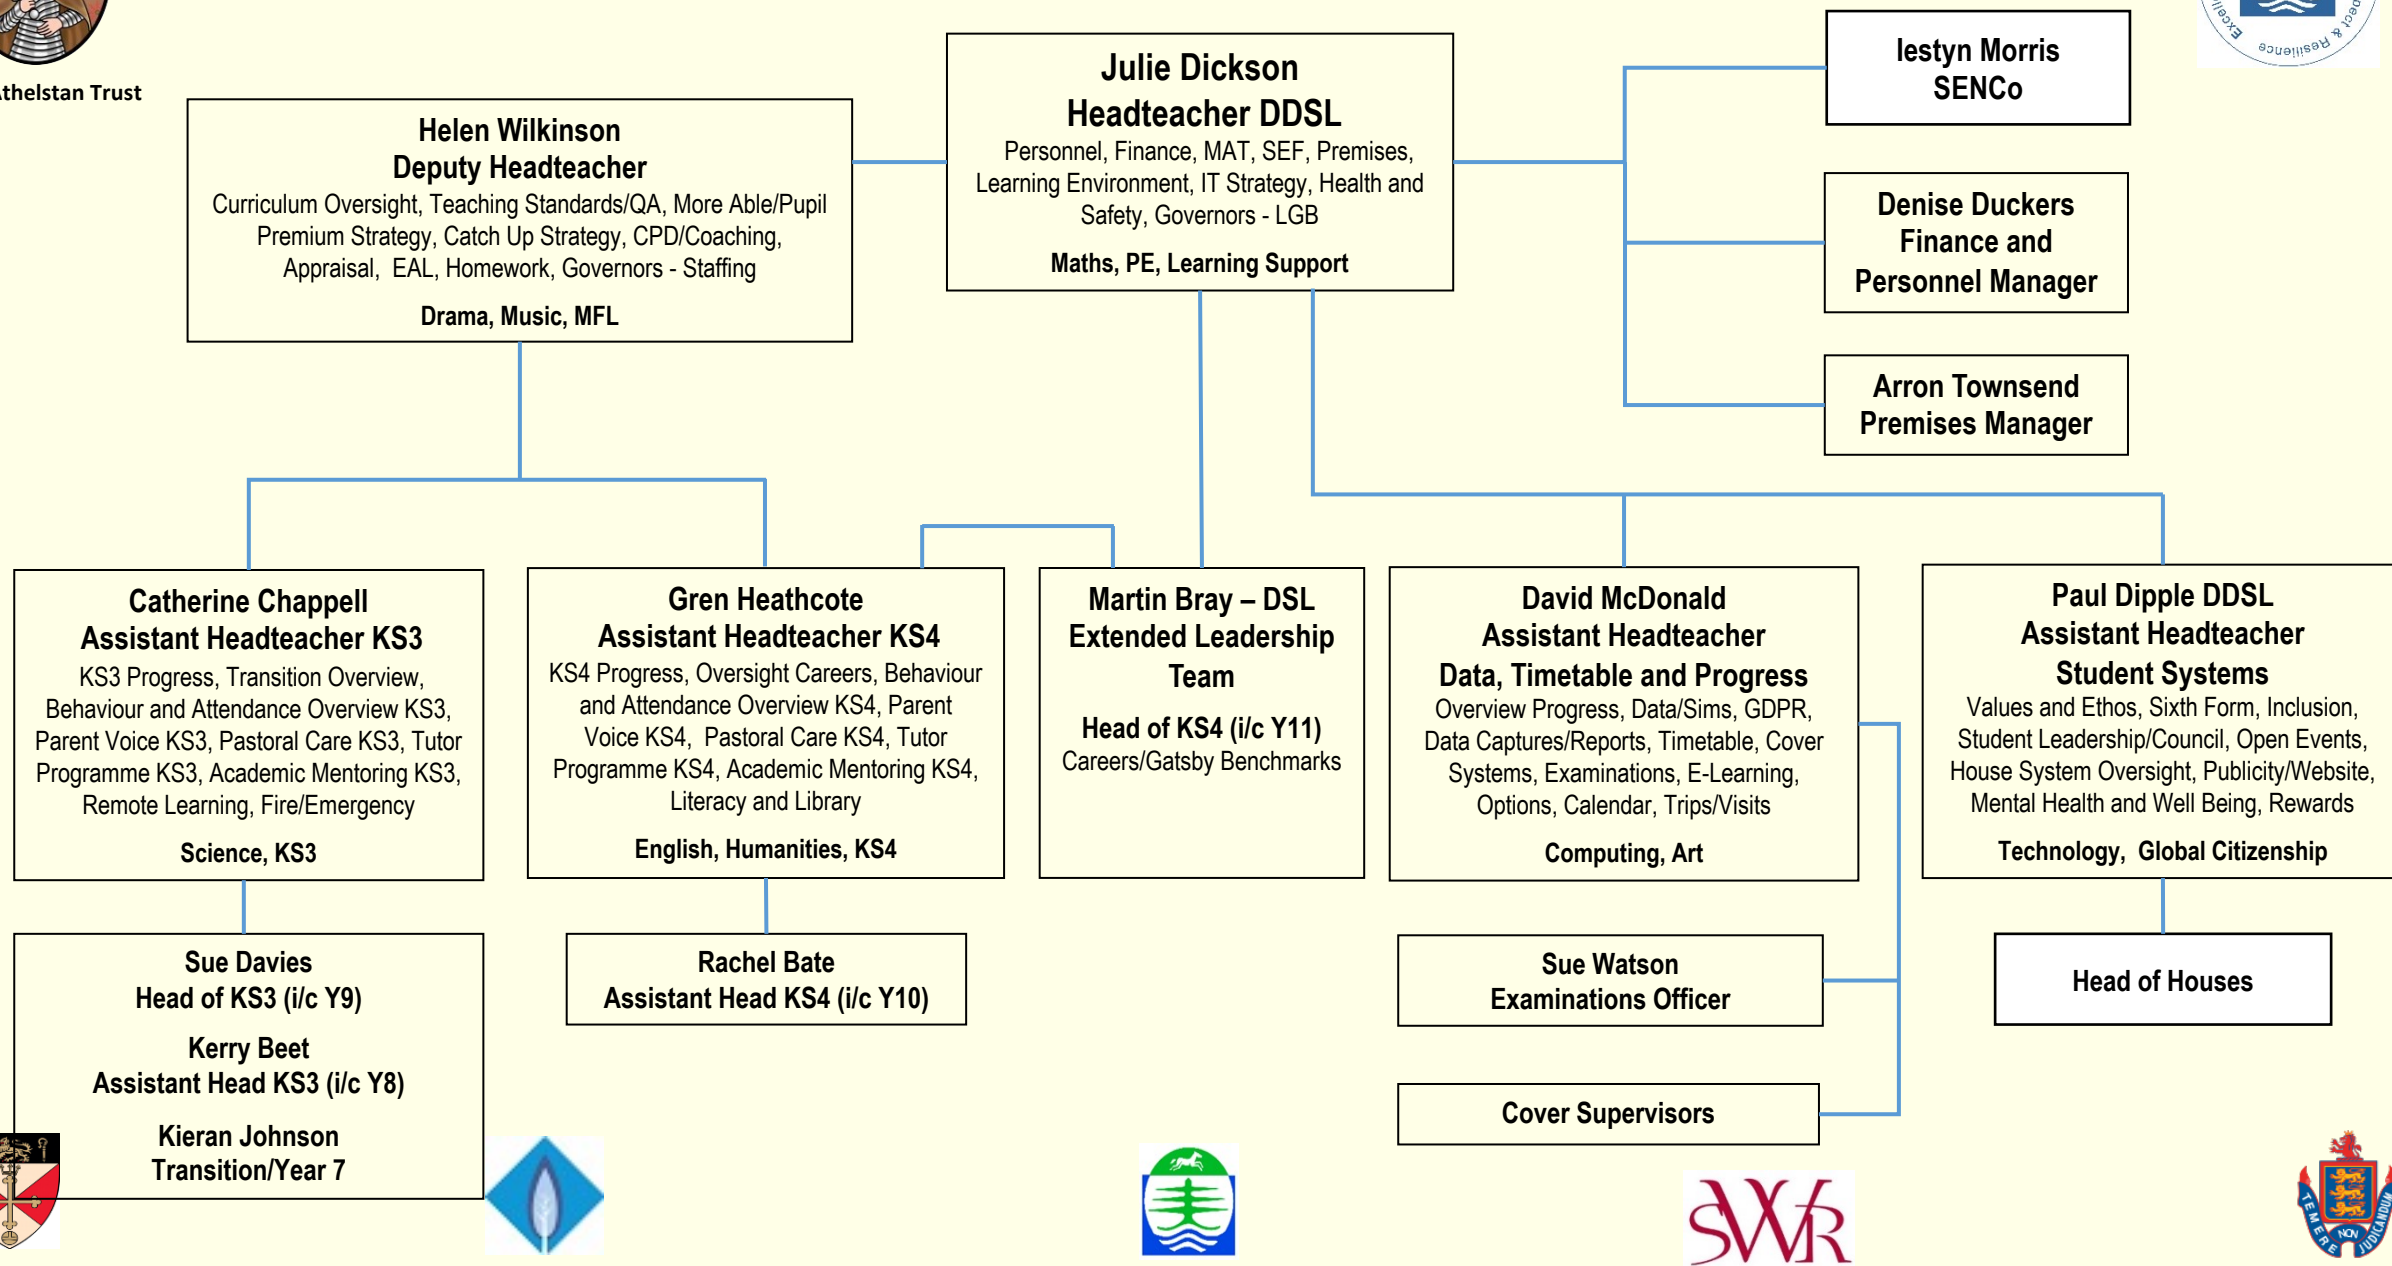 Athelstan Trust
Excell
pect & Resilience
Julie Dickson
Headteacher DDSL
Personnel, Finance, MAT, SEF, Premises,
Learning Environment, IT Strategy, Health and
Safety, Governors - LGB
Maths, PE, Learning Support
Helen Wilkinson
Deputy Headteacher
Curriculum Oversight, Teaching Standards/QA, More Able/Pupil
Premium Strategy, Catch Up Strategy, CPD/Coaching,
Appraisal, EAL, Homework, Governors - Staffing
Drama, Music, MFL
Iestyn Morris
SENCo
Denise Duckers
Finance and
Personnel Manager
Arron Townsend
Premises Manager
Catherine Chappell
Assistant Headteacher KS3
KS3 Progress, Transition Overview,
Behaviour and Attendance Overview KS3,
Parent Voice KS3, Pastoral Care KS3, Tutor
Programme KS3, Academic Mentoring KS3,
Remote Learning, Fire/Emergency
Science, KS3
Gren Heathcote
Assistant Headteacher KS4
KS4 Progress, Oversight Careers, Behaviour
and Attendance Overview KS4, Parent
Voice KS4, Pastoral Care KS4, Tutor
Programme KS4, Academic Mentoring KS4,
Literacy and Library
English, Humanities, KS4
Martin Bray – DSL
Extended Leadership
Team
Head of KS4 (i/c Y11)
Careers/Gatsby Benchmarks
David McDonald
Assistant Headteacher
Data, Timetable and Progress
Overview Progress, Data/Sims, GDPR,
Data Captures/Reports, Timetable, Cover
Systems, Examinations, E-Learning,
Options, Calendar, Trips/Visits
Computing, Art
Paul Dipple DDSL
Assistant Headteacher
Student Systems
Values and Ethos, Sixth Form, Inclusion,
Student Leadership/Council, Open Events,
House System Oversight, Publicity/Website,
Mental Health and Well Being, Rewards
Technology, Global Citizenship
Sue Davies
Head of KS3 (i/c Y9)
Kerry Beet
Assistant Head KS3 (i/c Y8)
Kieran Johnson
Transition/Year 7
Rachel Bate
Assistant Head KS4 (i/c Y10)
Sue Watson
Examinations Officer
Cover Supervisors
Head of Houses
SWR
TEMERE NON JUDICANDUM